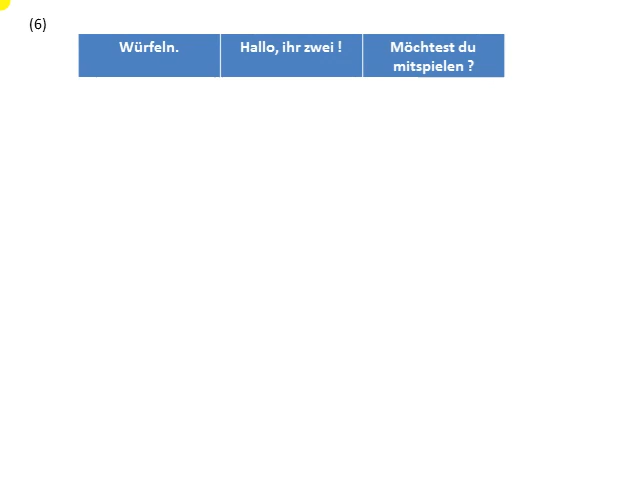 (6)
Würfeln.
Hallo, ihr zwei !
Möchtest du
mitspielen ?